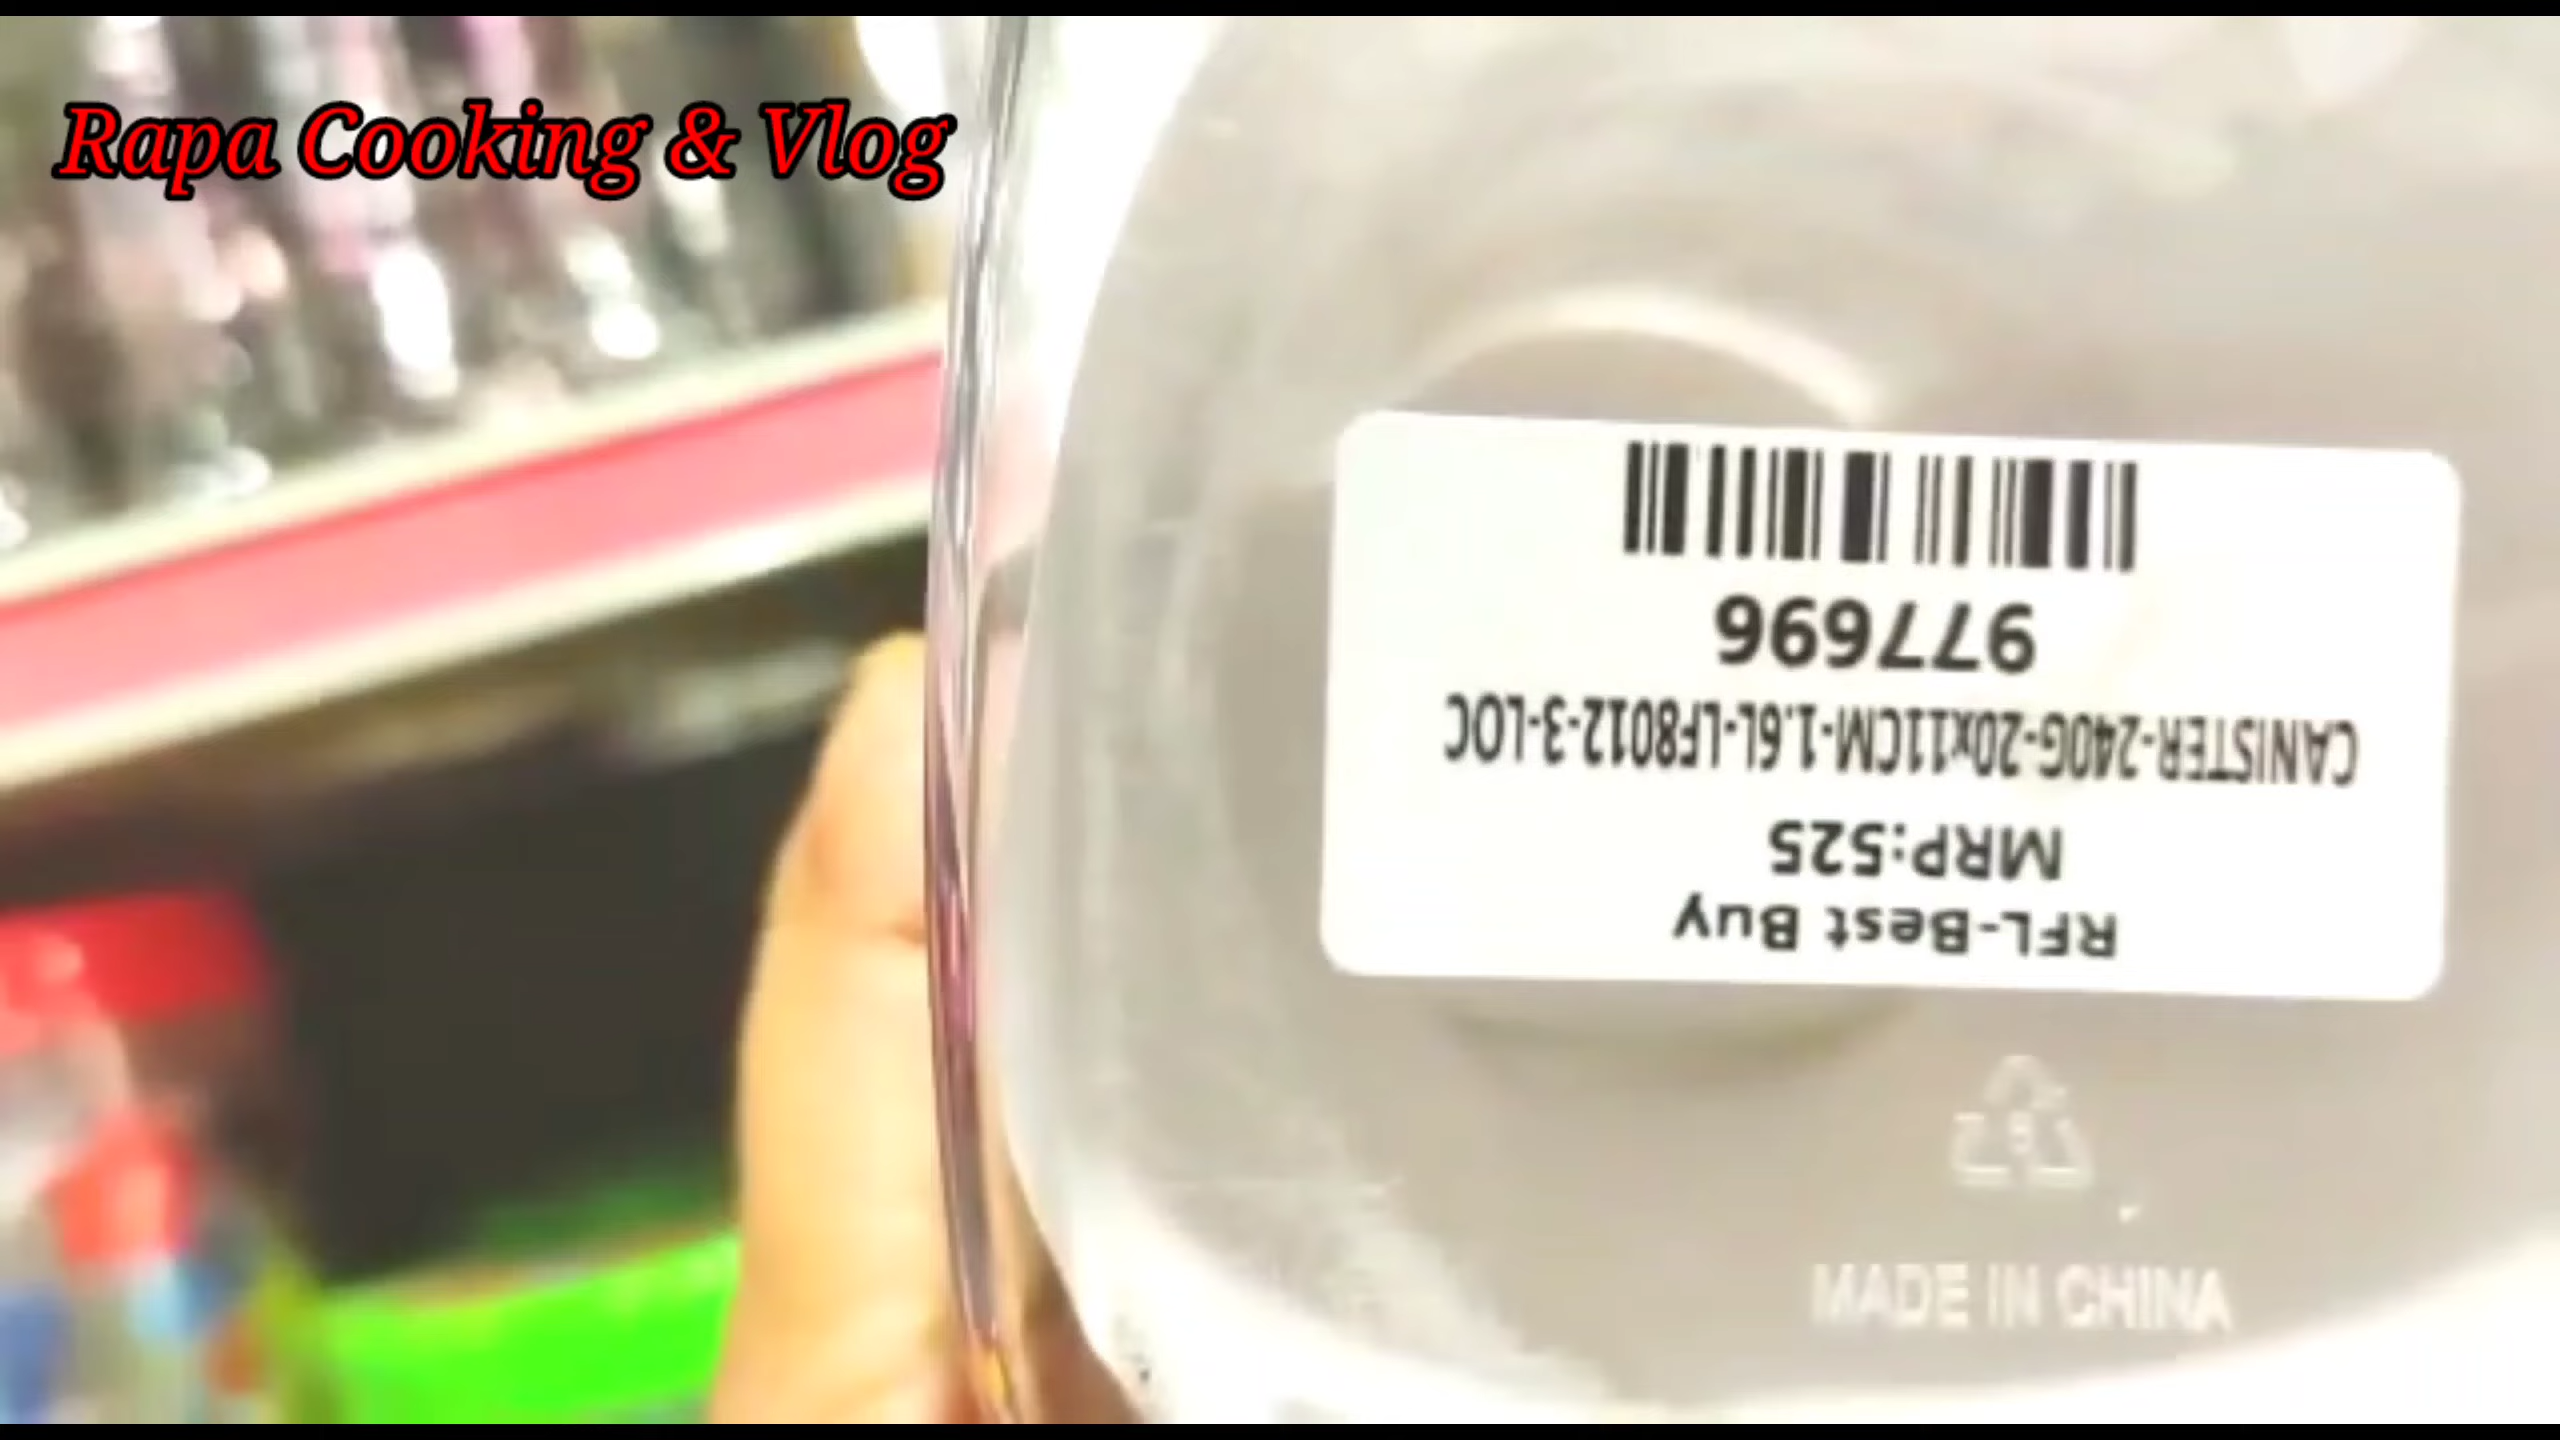 Rapa Cooking & Vlog
RFL-Best Buy
MRP:525
CANISTER-240G-20x11CM-1.6L-LF8012-3-LOC
977696
MADE IN CHINA